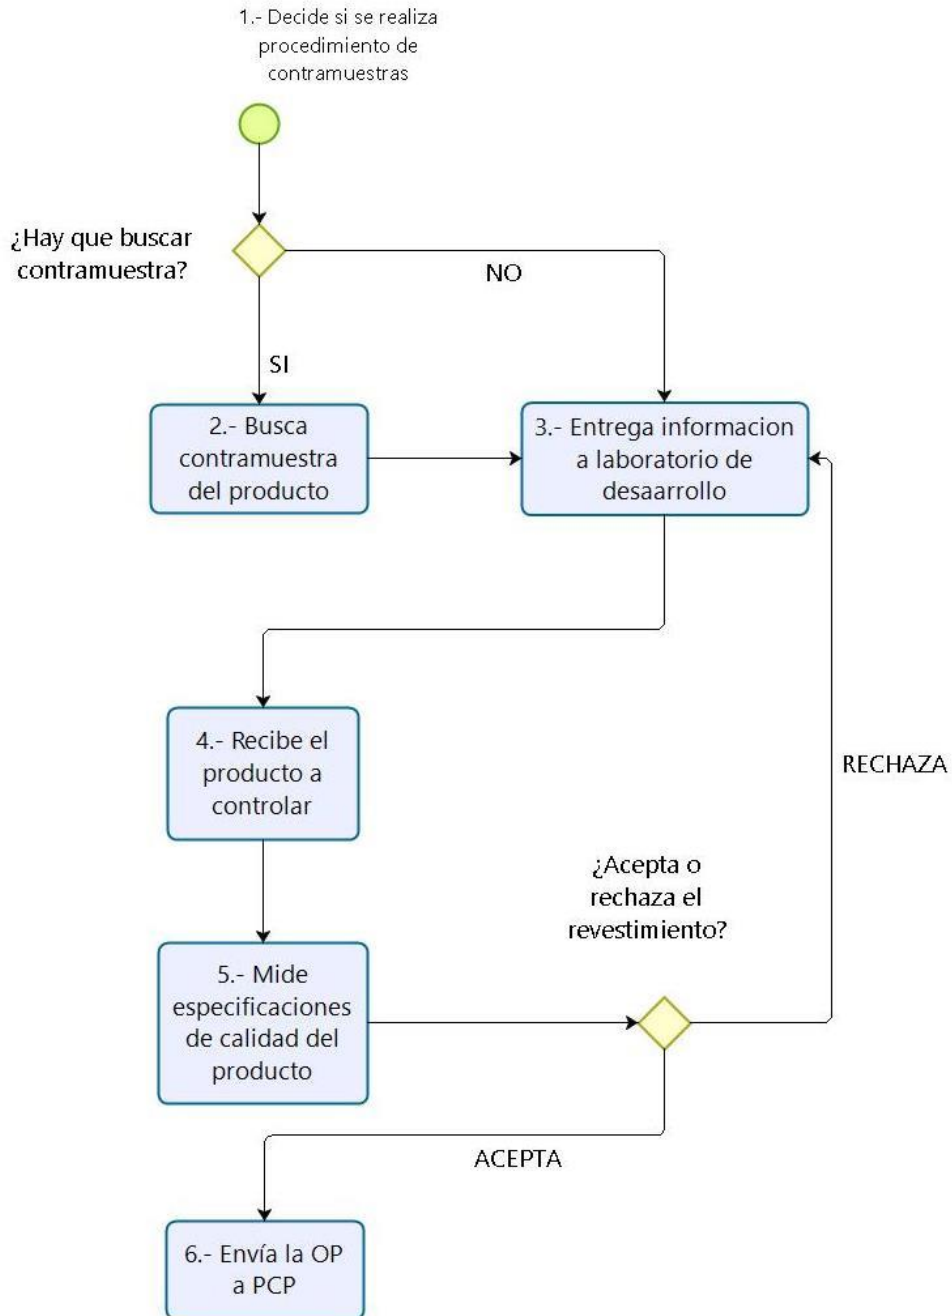 1.- Decide si se realiza
procedimiento de
contramuestras
¿Hay que buscar
contramuestra?
NO
SI
2.- Busca
contramuestra
del producto
3.- Entrega informacion
a laboratorio de
desaarrollo
4.- Recibe el
producto a
controlar
RECHAZA
¿Acepta o
rechaza el
revestimiento?
5.- Mide
especificaciones
de calidad del
producto
ACEPTA
6.- Envía la OP
a PCP